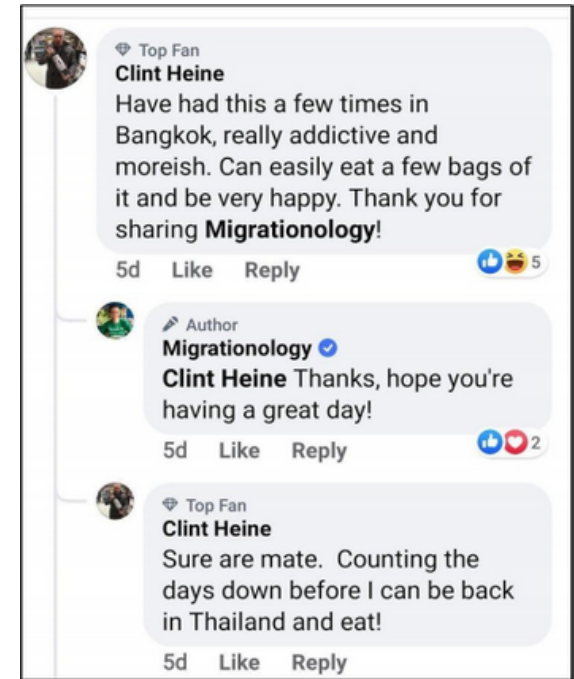 Top Fan
Clint Heine
Have had this a few times in
Bangkok, really addictive and
moreish. Can easily eat a few bags of
it and be very happy. Thank you for
sharing Migrationology!
5
5d Like Reply
Author
Migrationology
Clint Heine Thanks, hope you're
having a great day!
2
5d Like Reply
Top Fan
Clint Heine
Sure are mate. Counting the
days down before I can be back
in Thailand and eat!
5d Like Reply